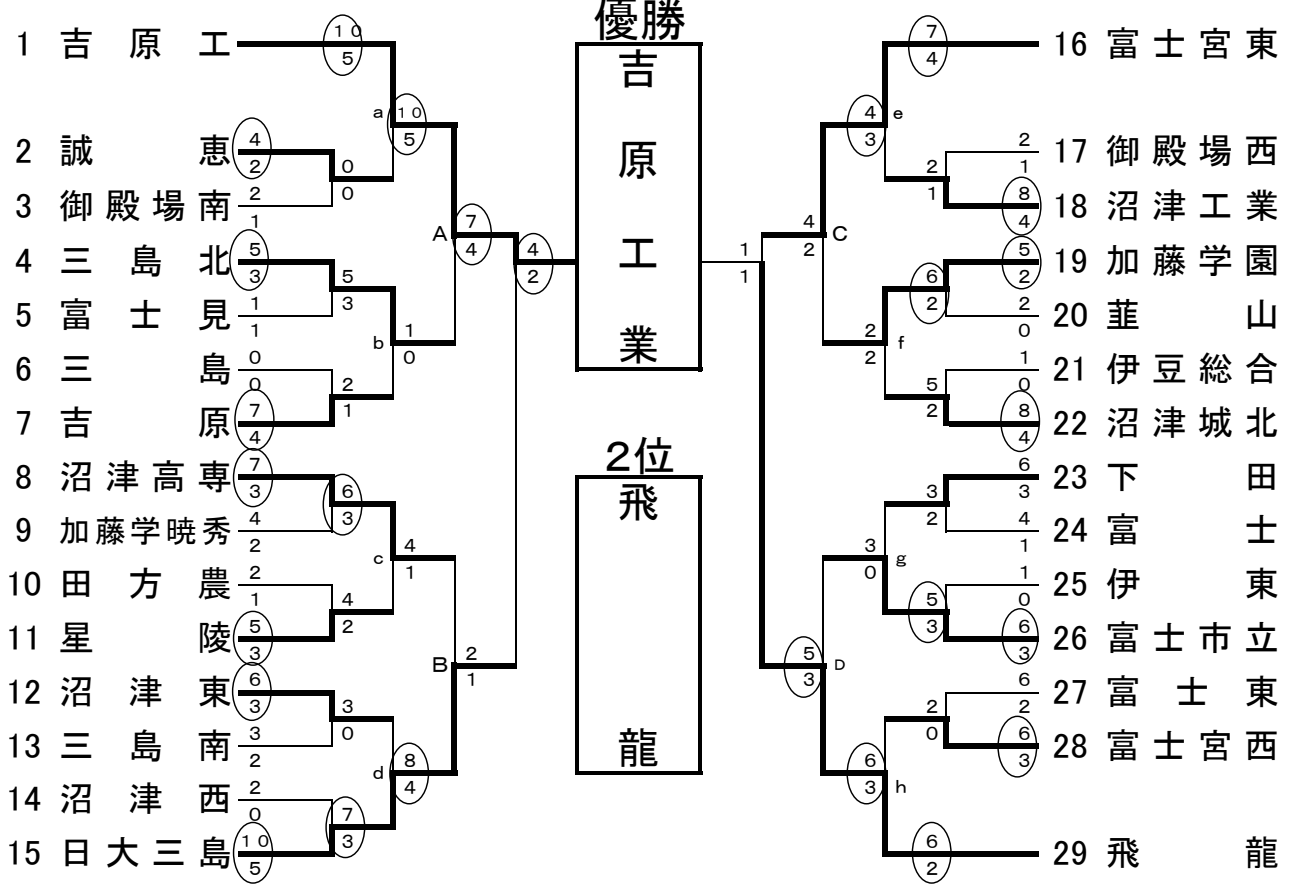 優勝
吉原工業
2位
飛龍
1 吉原工
10
5
2 誠恵
4
2
3 御殿場南
2
1
4 三島北
5
3
5 富士見
1
1
6 三島
0
0
7 吉原
7
4
8 沼津高専
7
3
9 加藤学暁秀
4
2
10 田方農
2
1
11 星陵
5
3
12 沼津東
6
3
13 三島南
3
2
14 沼津西
2
0
15 日大三島
10
5
0
0
5
3
2
1
6
3
4
2
3
0
7
3
a
10
5
b
1
0
c
4
1
d
8
4
A
7
4
B
2
1
4
2
1
1
4
2
C
5
3
D
4
3
e
2
2
f
3
0
g
6
3
h
2
1
6
2
5
2
3
2
5
3
2
0
7
4
16 富士宮東
2
1
17 御殿場西
8
4
18 沼津工業
5
2
19 加藤学園
2
0
20 韮山
1
0
21 伊豆総合
8
4
22 沼津城北
6
3
23 下田
4
1
24 富士
1
0
25 伊東
6
3
26 富士市立
6
2
27 富士東
6
3
28 富士宮西
6
2
29 飛龍